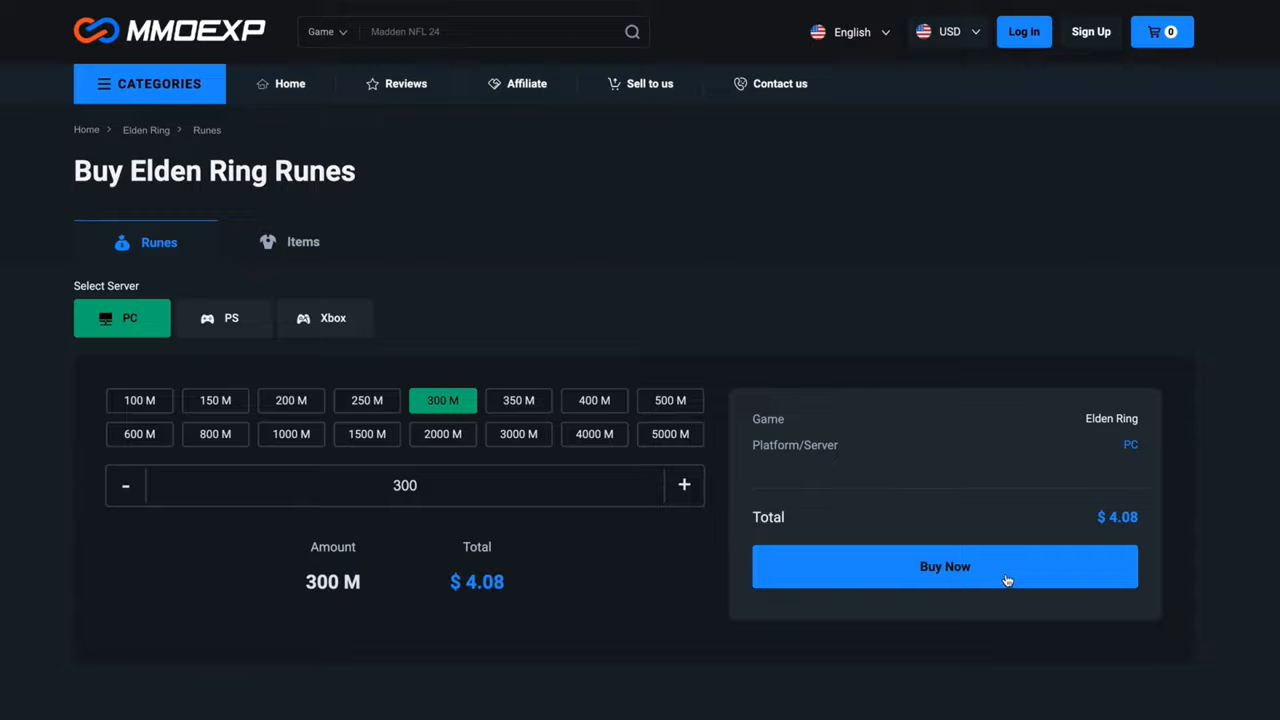 MMOEXP
Game
Madden NFL 24
English
USD
Log In
Sign Up
0
CATEGORIES
Home
Reviews
Affiliate
Sell to us
Contact us
Home > Elden Ring > Runes
Buy Elden Ring Runes
Runes
Items
Select Server
PC
PS
Xbox
100 M
150 M
200 M
250 M
300 M
350 M
400 M
500 M
600 M
800 M
1000 M
1500 M
2000 M
3000 M
4000 M
5000 M
- 300 +
Amount
Total
300 M
$ 4.08
Game
Elden Ring
Platform/Server
PC
Total
$ 4.08
Buy Now